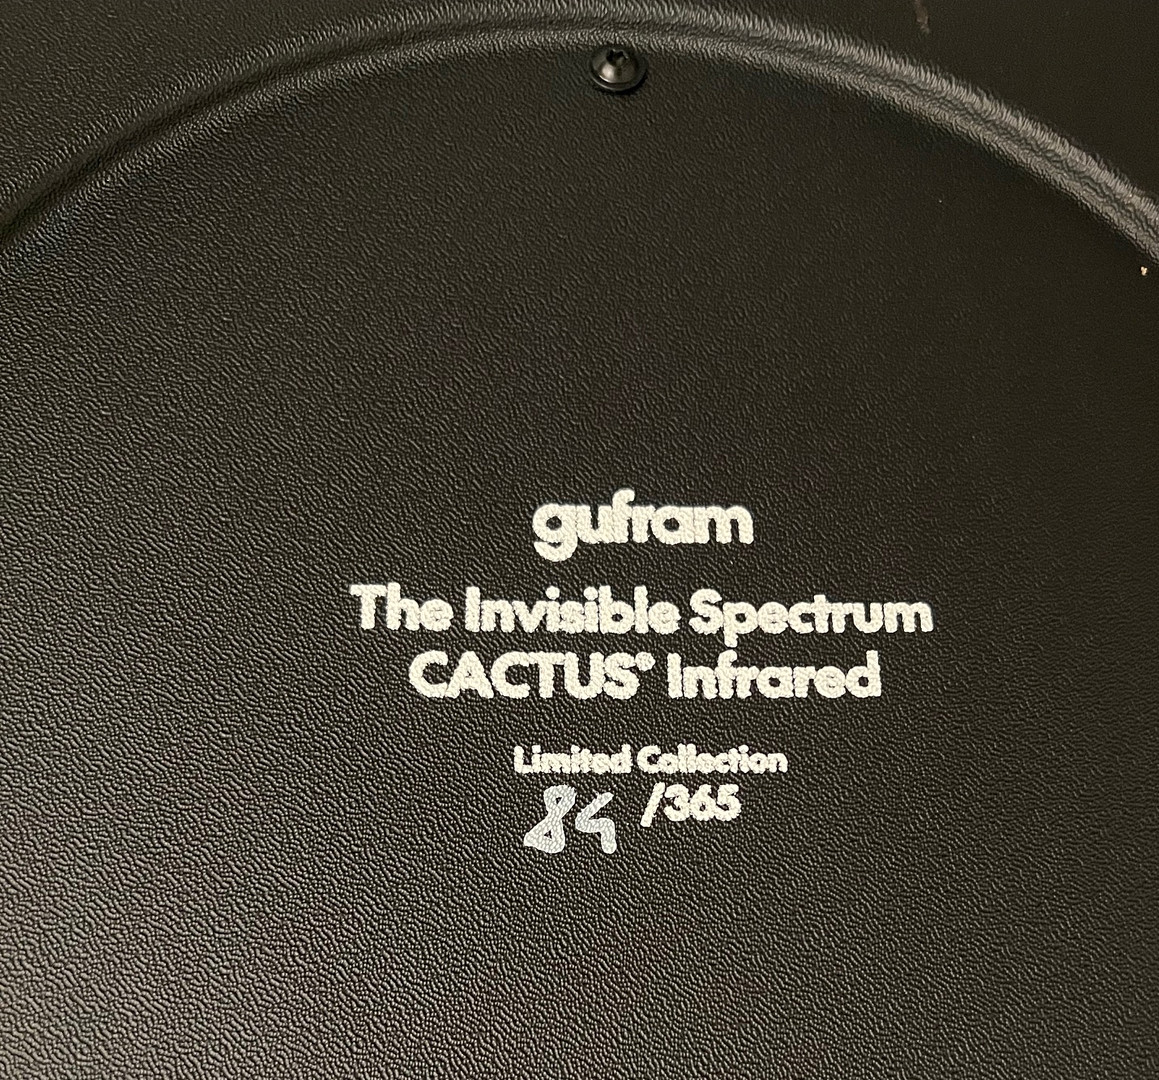 gufram
The Invisible Spectrum
CACTUS® Infrared
Limited Collection
84 /365